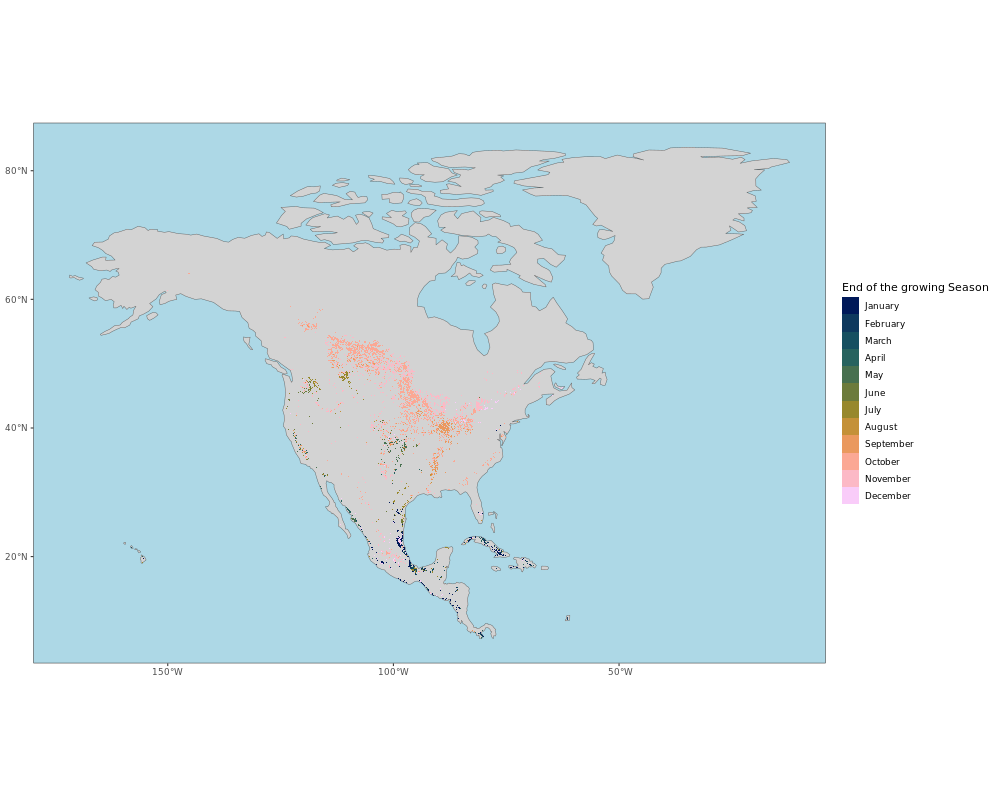 80°N
60°N
40°N
20°N
150°W
100°W
50°W
End of the growing Season
January
February
March
April
May
June
July
August
September
October
November
December